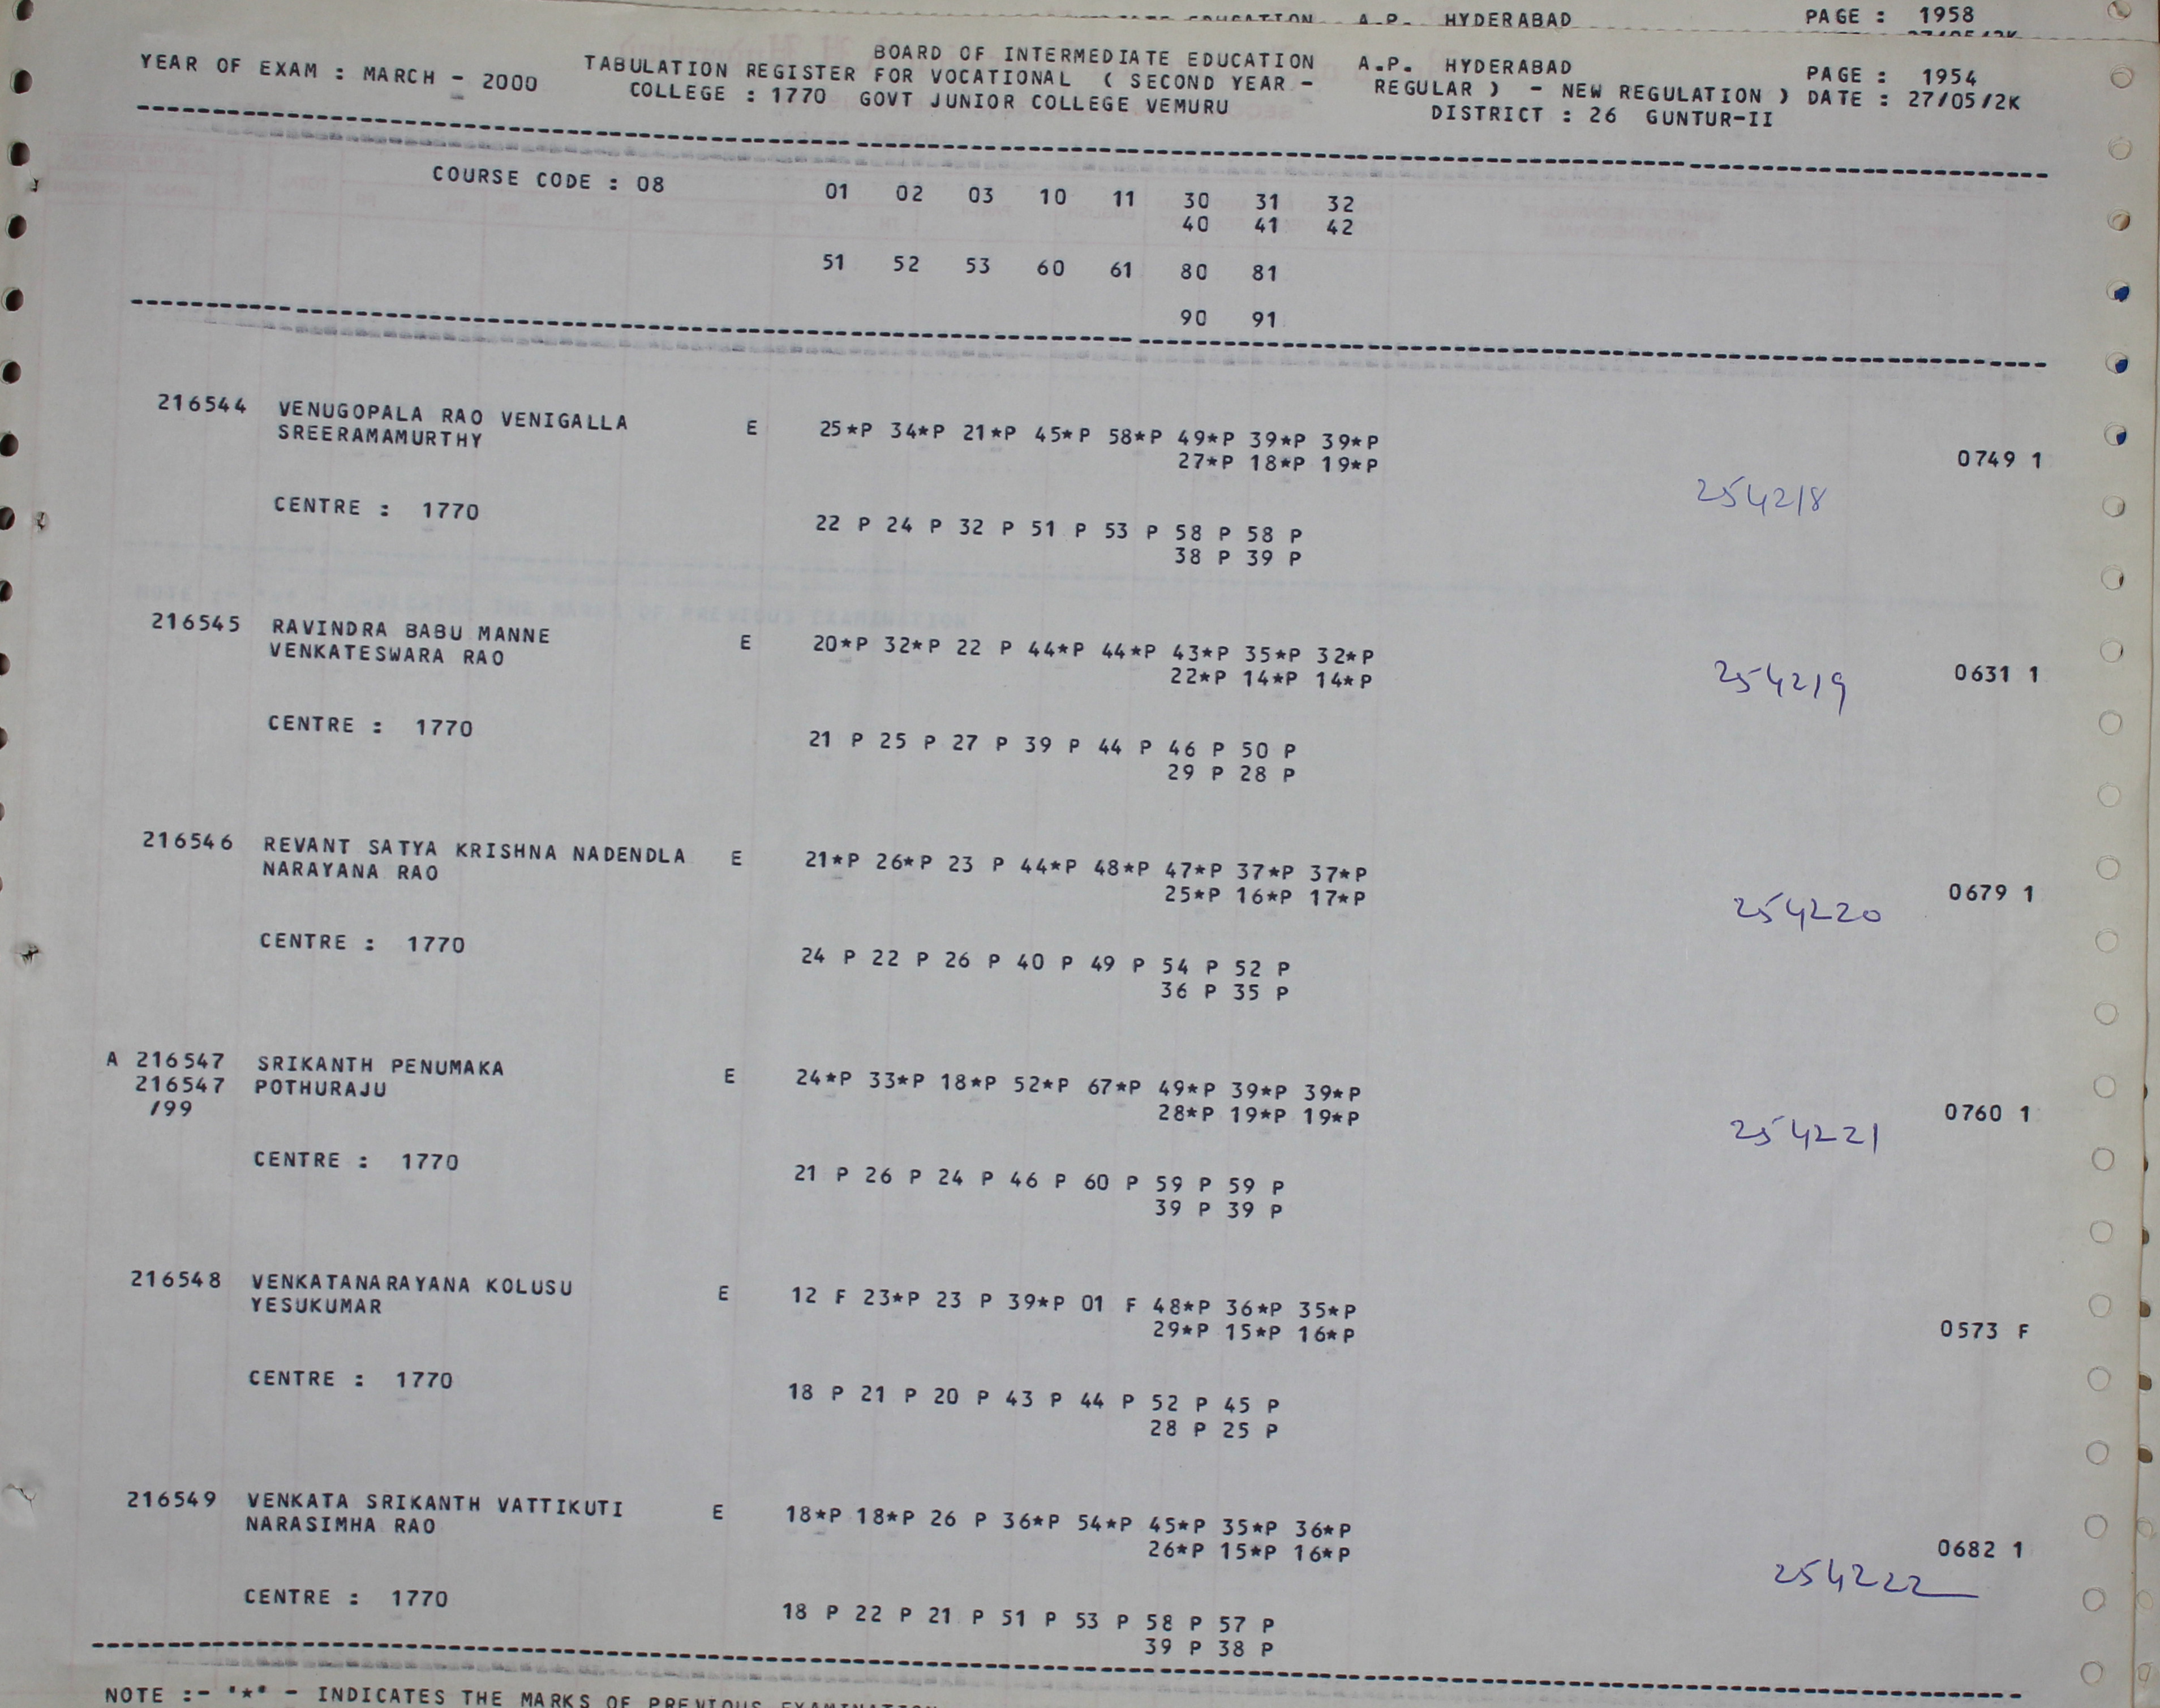 A.P. HYDERABAD PAGE : 1958
BOARD OF INTERMEDIATE EDUCATION A.P. HYDERABAD
YEAR OF EXAM : MARCH - 2000 TABULATION REGISTER FOR VOCATIONAL ( SECOND YEAR - REGULAR ) - NEW REGULATION ) PAGE : 1954
COLLEGE : 1770 GOVT JUNIOR COLLEGE VEMURU DISTRICT : 26 GUNTUR-II DATE : 27/05/2K
COURSE CODE : 08 01 02 03 10 11 30 31 32
40 41 42
51 52 53 60 61 80 81
90 91
216544 VENUGOPALA RAO VENIGALLA E 25*P 34*P 21*P 45*P 58*P 49*P 39*P 39*P
SREERAMAMURTHY 27*P 18*P 19*P 0749 1
254218
CENTRE : 1770 22 P 24 P 32 P 51 P 53 P 58 P 58 P
38 P 39 P
216545 RAVINDRA BABU MANNE E 20*P 32*P 22 P 44*P 44*P 43*P 35*P 32*P
VENKATESWARA RAO 22*P 14*P 14*P 0631 1
254219
CENTRE : 1770 21 P 25 P 27 P 39 P 44 P 46 P 50 P
29 P 28 P
216546 REVANT SATYA KRISHNA NADENDLA E 21*P 26*P 23 P 44*P 48*P 47*P 37*P 37*P
NARAYANA RAO 25*P 16*P 17*P 0679 1
254220
CENTRE : 1770 24 P 22 P 26 P 40 P 49 P 54 P 52 P
36 P 35 P
A 216547 SRIKANTH PENUMAKA E 24*P 33*P 18*P 52*P 67*P 49*P 39*P 39*P
216547 POTHURAJU 28*P 19*P 19*P 0760 1
/99
254221
CENTRE : 1770 21 P 26 P 24 P 46 P 60 P 59 P 59 P
39 P 39 P
216548 VENKATANARAYANA KOLUSU E 12 F 23*P 23 P 39*P 01 F 48*P 36*P 35*P
YESUKUMAR 29*P 15*P 16*P 0573 F
CENTRE : 1770 18 P 21 P 20 P 43 P 44 P 52 P 45 P
28 P 25 P
216549 VENKATA SRIKANTH VATTIKUTI E 18*P 18*P 26 P 36*P 54*P 45*P 35*P 36*P
NARASIMHA RAO 26*P 15*P 16*P 0682 1
254222
CENTRE : 1770 18 P 22 P 21 P 51 P 53 P 58 P 57 P
39 P 38 P
NOTE :- '*' - INDICATES THE MARKS OF PREVIOUS EXAMINATION